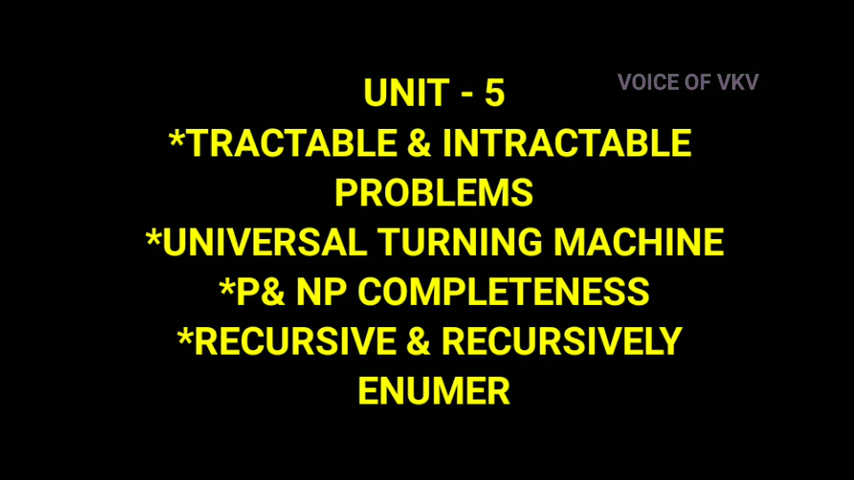 UNIT - 5
VOICE OF VKV
*TRACTABLE & INTRACTABLE
PROBLEMS
*UNIVERSAL TURNING MACHINE
*P& NP COMPLETENESS
*RECURSIVE & RECURSIVELY
ENUMER